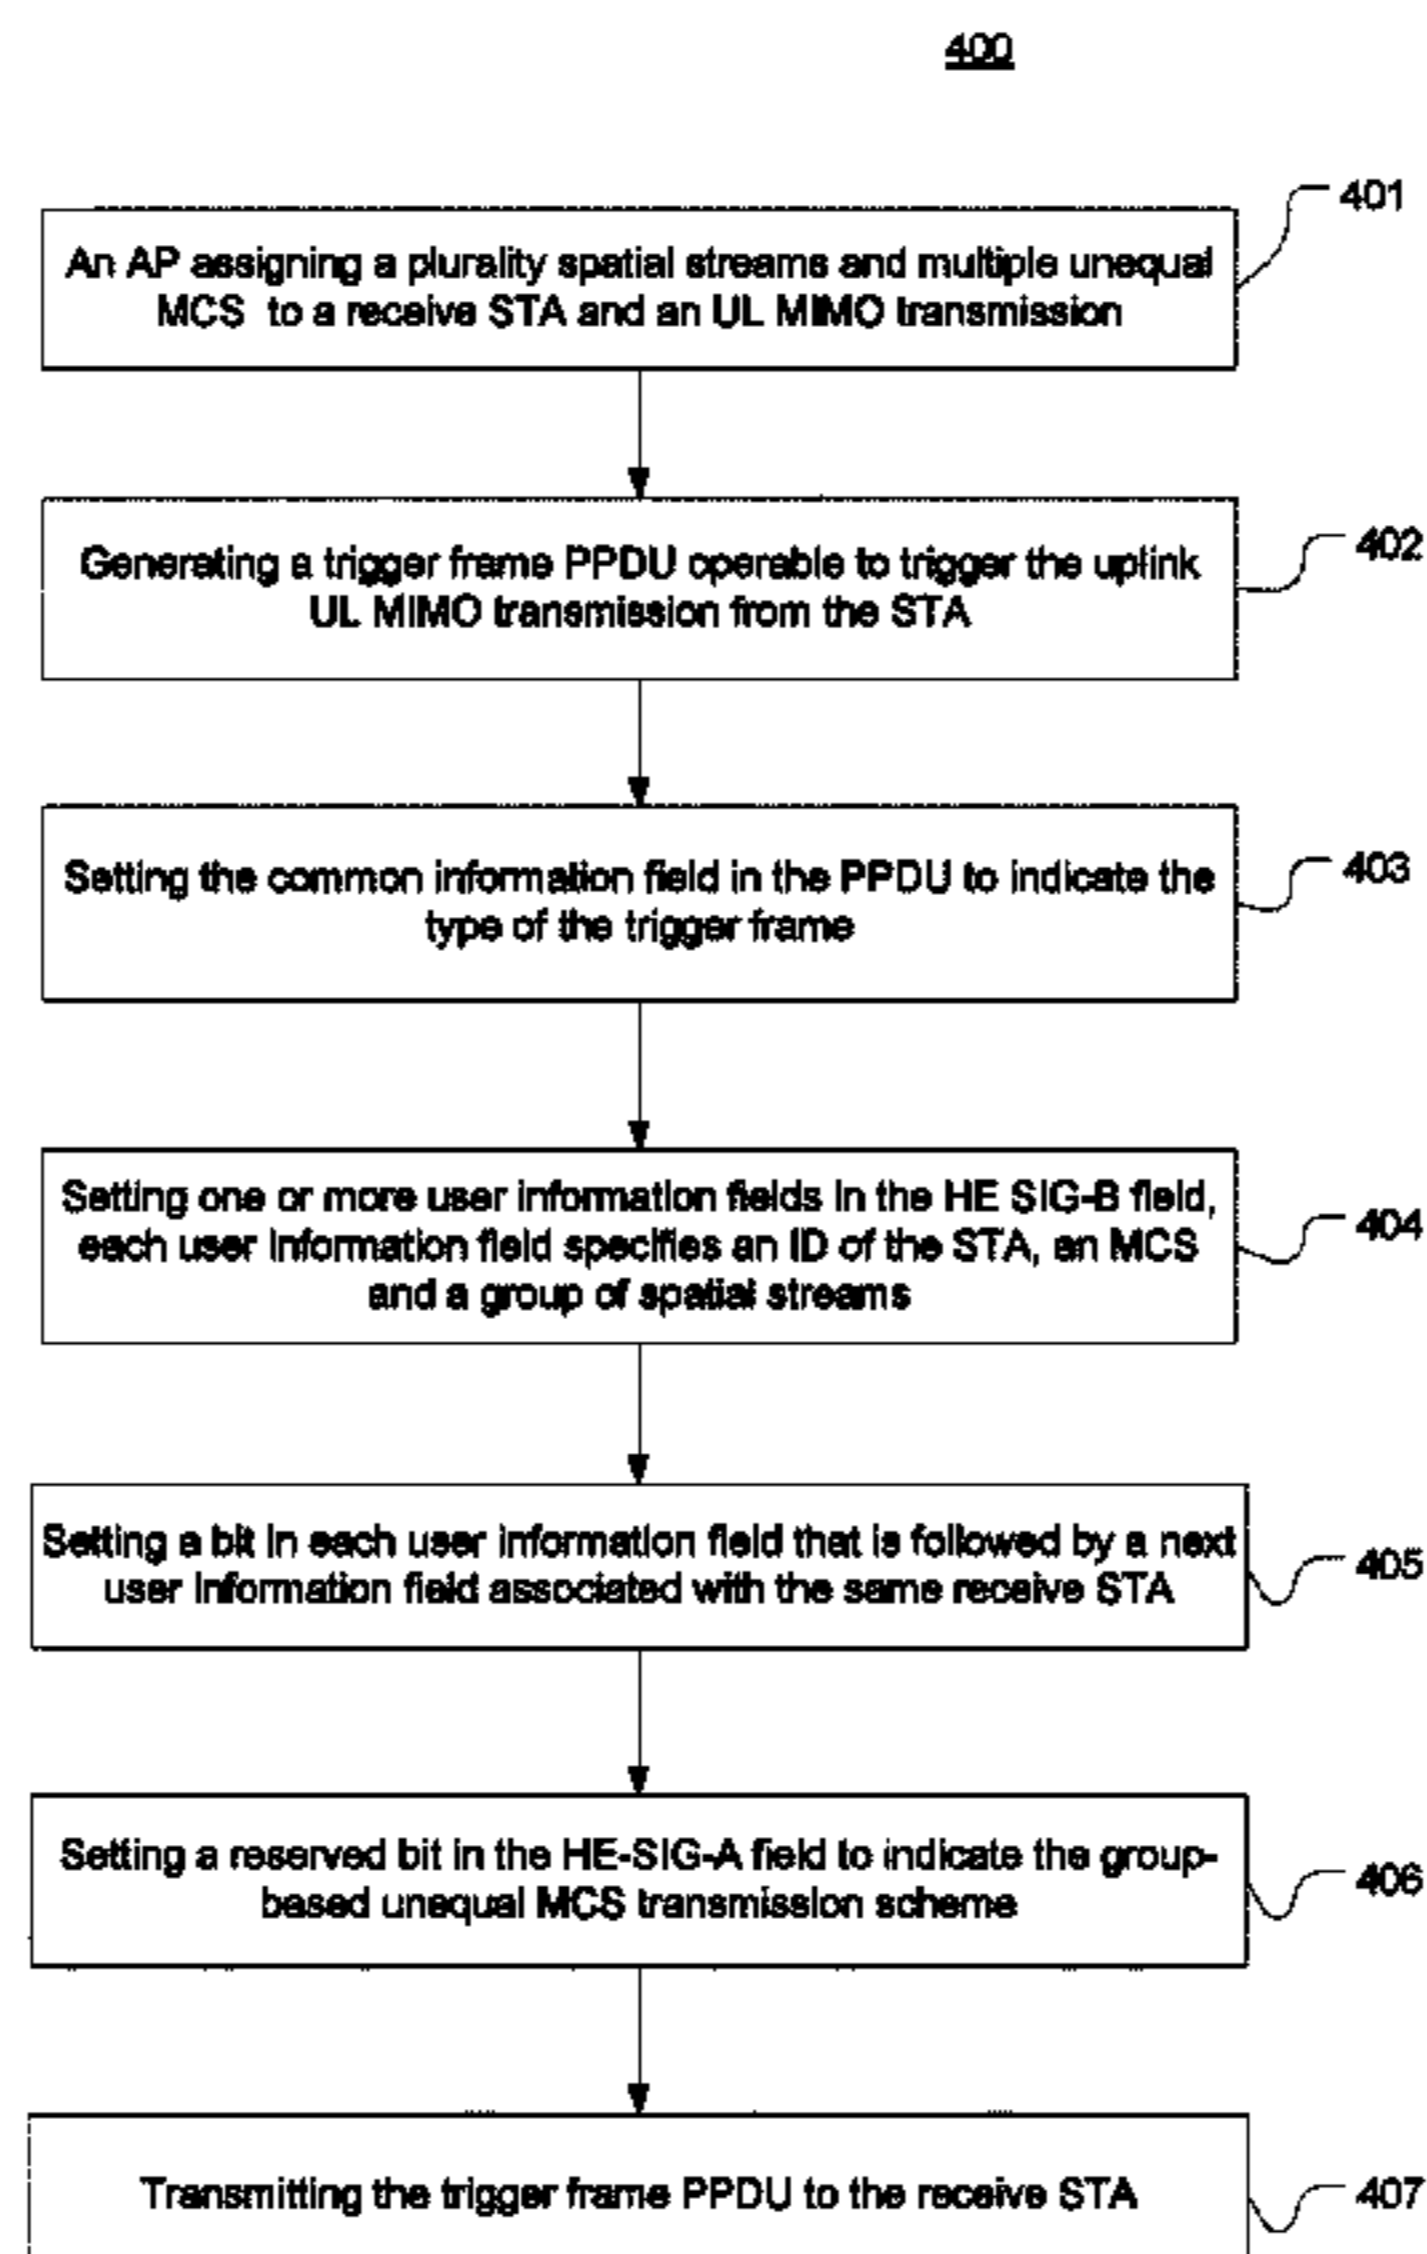 400
401
An AP assigning a plurality spatial streams and multiple unequal
MCS to a receive STA and an UL MIMO transmission
402
Generating a trigger frame PPDU operable to trigger the uplink
UL MIMO transmission from the STA
403
Setting the common information field in the PPDU to indicate the
type of the trigger frame
404
Setting one or more user information fields in the HE SIG-B field,
each user information field specifies an ID of the STA, an MCS
and a group of spatial streams
405
Setting a bit in each user information field that is followed by a next
user information field associated with the same receive STA
406
Setting a reserved bit in the HE-SIG-A field to indicate the group-
based unequal MCS transmission scheme
407
Transmitting the trigger frame PPDU to the receive STA